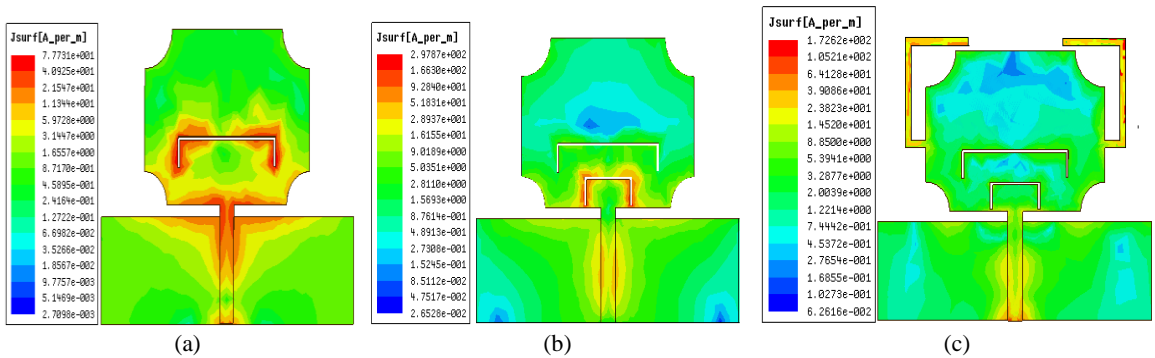 Jsurf[A_per_m]
7.7731e+001
4.0925e+001
2.1547e+001
1.1344e+001
5.9728e+000
3.1447e+000
1.6557e+000
8.7170e-001
4.5895e-001
2.4164e-001
1.2722e-001
6.6982e-002
3.5266e-002
1.8567e-002
9.7757e-003
5.1469e-003
2.7098e-003
(a)
Jsurf[A_per_m]
2.9787e+002
1.6630e+002
9.2840e+001
5.1831e+001
2.8937e+001
1.6155e+001
9.0189e+000
5.0351e+000
2.8110e+000
1.5693e+000
8.7614e-001
4.8913e-001
2.7308e-001
1.5245e-001
8.5112e-002
4.7517e-002
2.6528e-002
(b)
Jsurf[A_per_m]
1.7262e+002
1.0521e+002
6.4128e+001
3.9086e+001
2.3823e+001
1.4520e+001
8.8500e+000
5.3941e+000
3.2877e+000
2.0039e+000
1.2214e+000
7.4442e-001
4.5372e-001
2.7654e-001
1.6855e-001
1.0273e-001
6.2616e-002
(c)